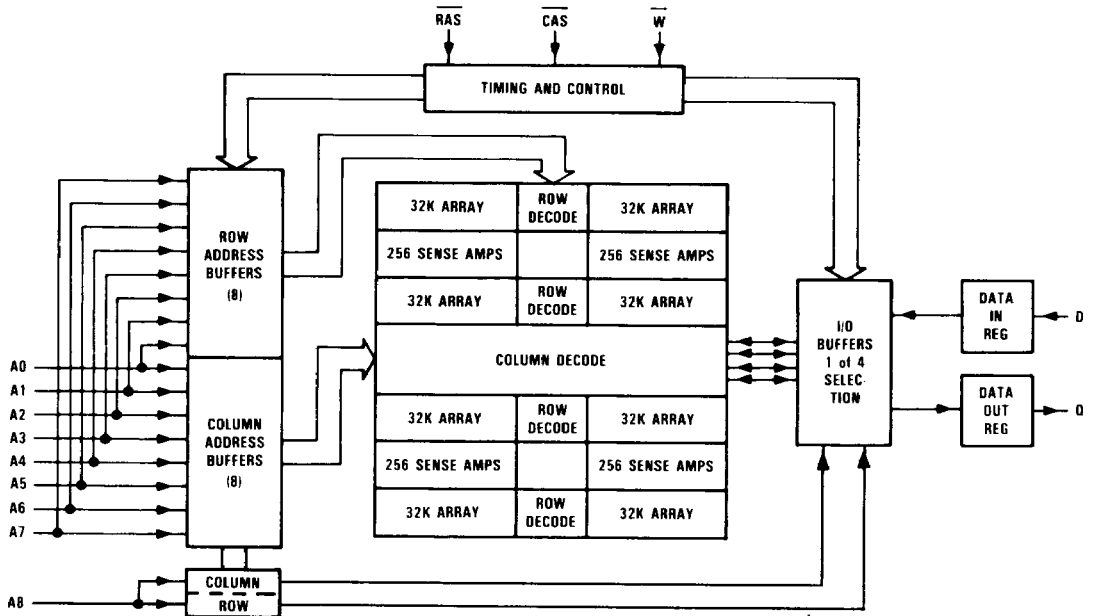 RAS CAS W
TIMING AND CONTROL
ROW
ADDRESS
BUFFERS
(8)
32K ARRAY
ROW
DECODE
32K ARRAY
256 SENSE AMPS
256 SENSE AMPS
32K ARRAY
ROW
DECODE
32K ARRAY
COLUMN DECODE
32K ARRAY
ROW
DECODE
32K ARRAY
256 SENSE AMPS
256 SENSE AMPS
32K ARRAY
ROW
DECODE
32K ARRAY
I/O
BUFFERS
1 of 4
SELEC-
TION
DATA
IN
REG
D
DATA
OUT
REG
Q
A0
A1
A2
A3
A4
A5
A6
A7
COLUMN
ADDRESS
BUFFERS
(8)
A8
COLUMN
ROW